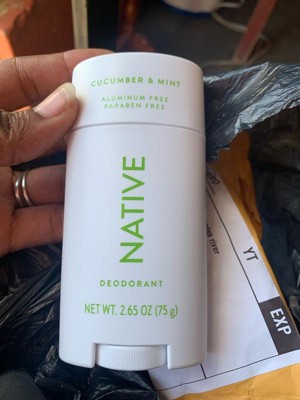 CUCUMBER & MINT
ALUMINUM FREE
PARABEN FREE
NATIVE
DEODORANT
NET WT. 2.65 OZ (75 g)
YT
EXP